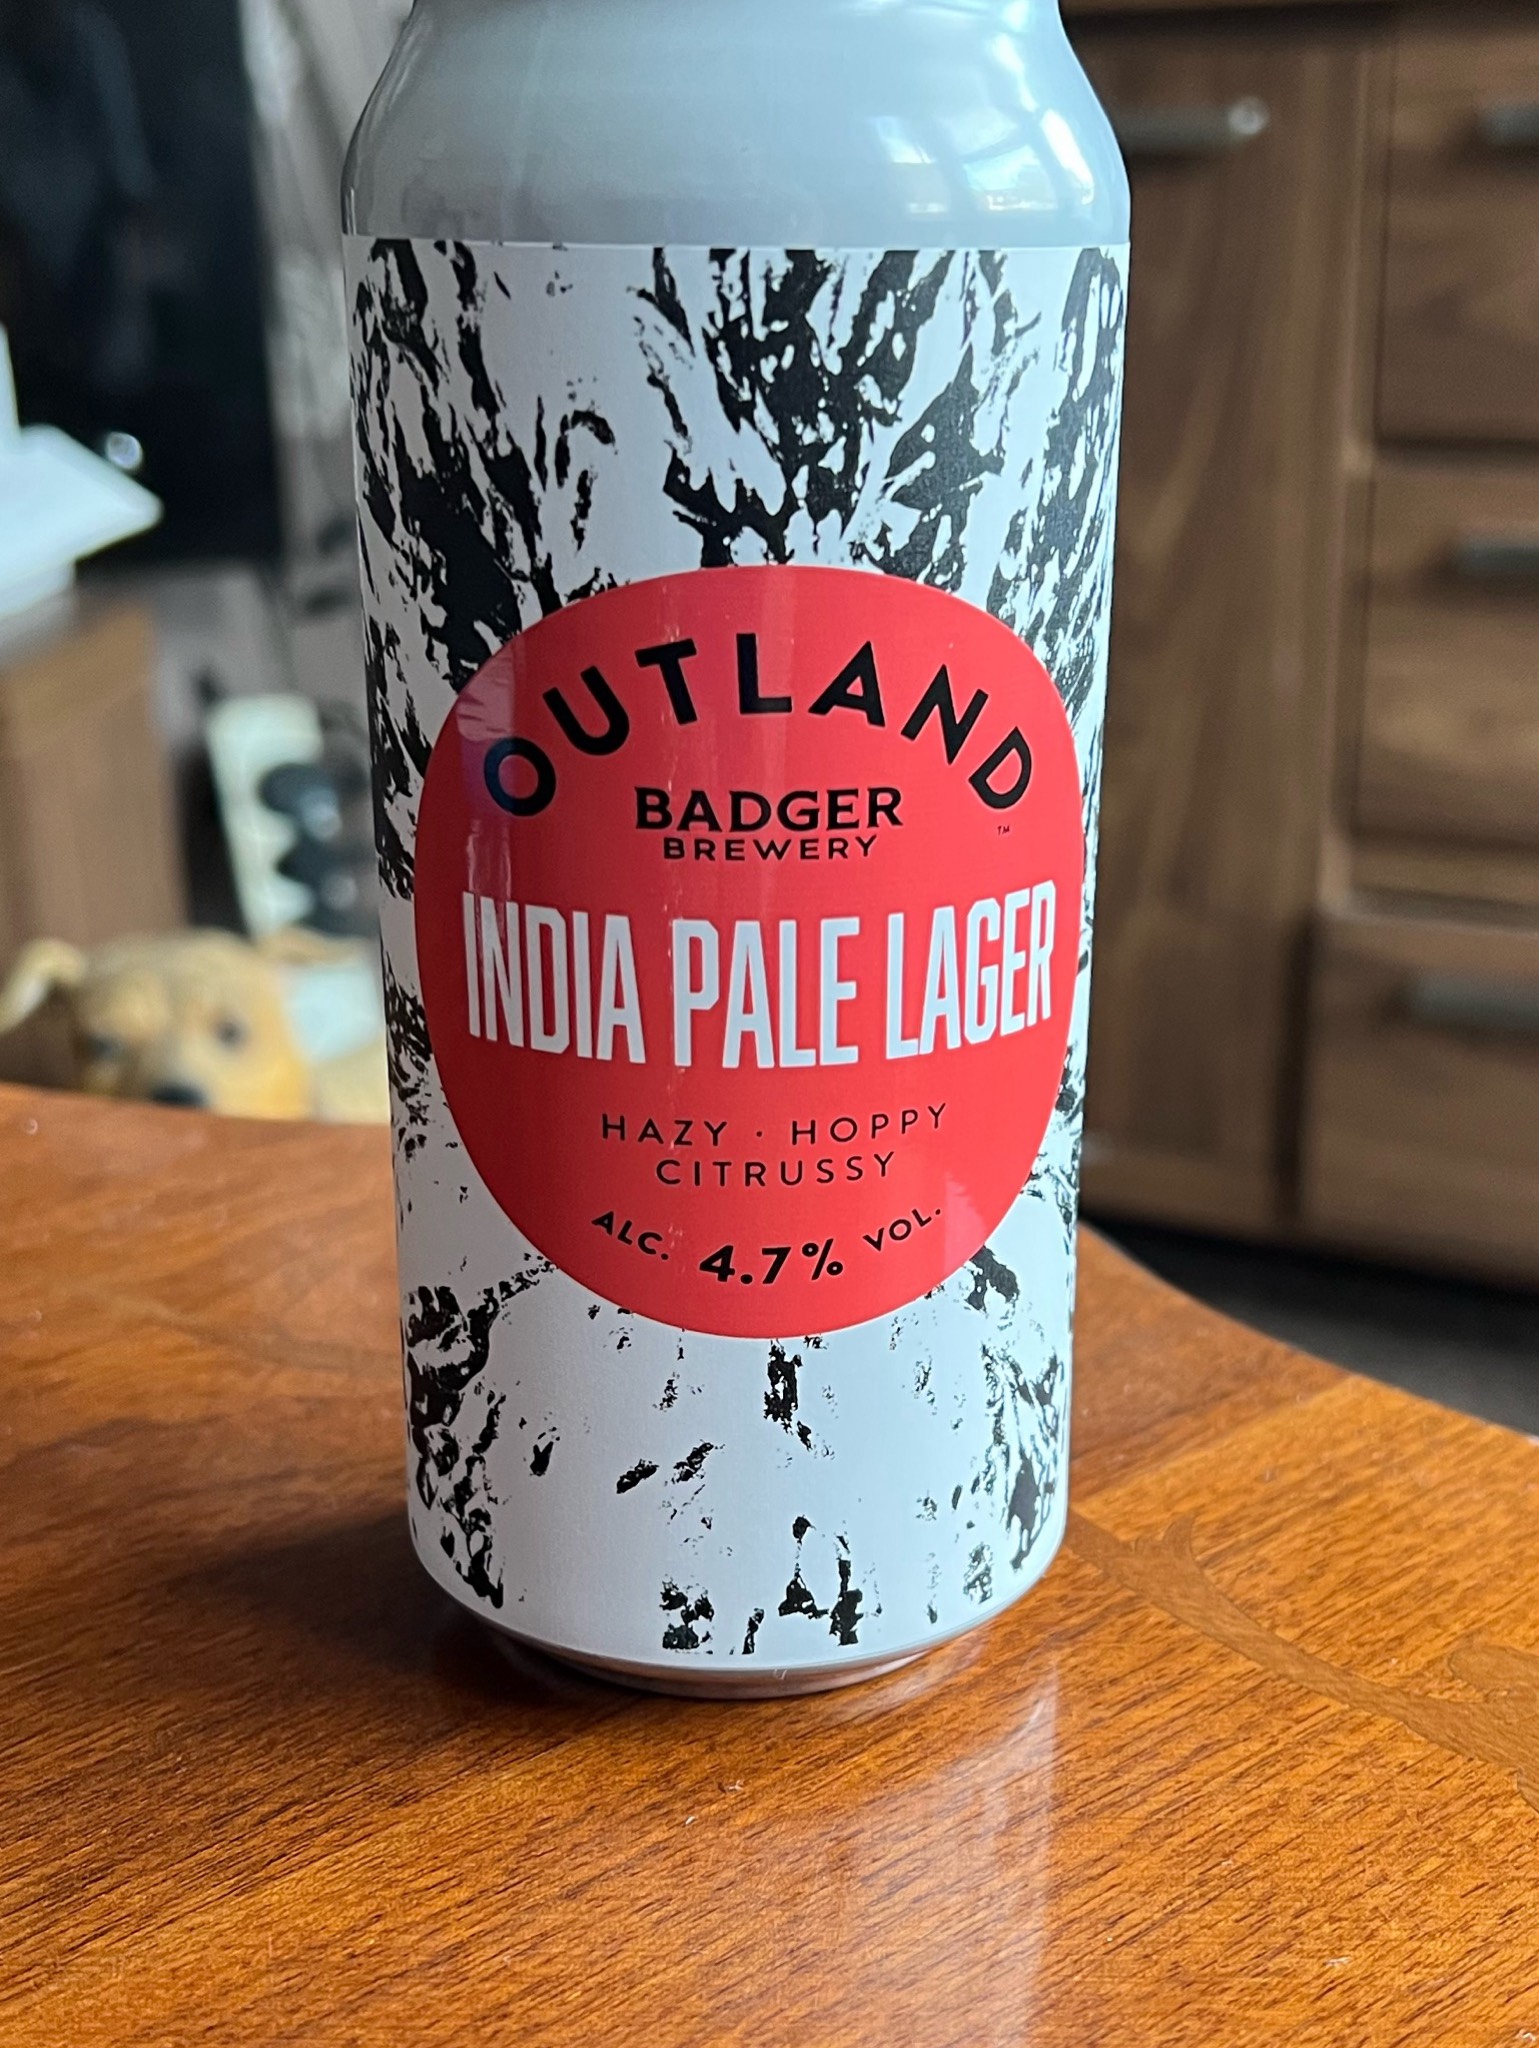 OUTLAND
™
BADGER
BREWERY
INDIA PALE LAGER
HAZY · HOPPY
CITRUSSY
ALC. 4.7% VOL.